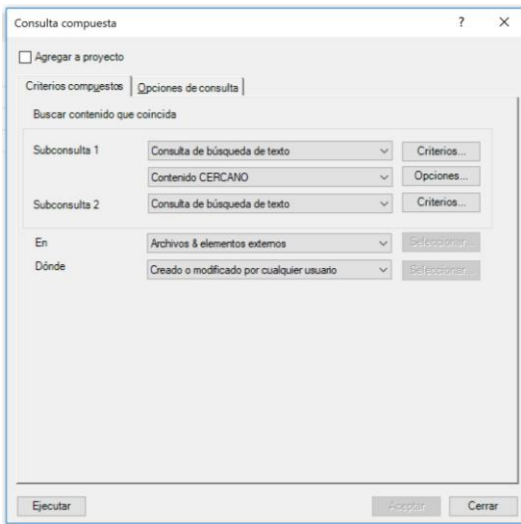 Consulta compuesta ? ×
Agregar a proyecto
Criterios compuestos Opciones de consulta
Buscar contenido que coincida
Subconsulta 1 Consulta de búsqueda de texto Criterios...
Contenido CERCANO Opciones...
Subconsulta 2 Consulta de búsqueda de texto Criterios...
En Archivos & elementos externos Seleccionar...
Dónde Creado o modificado por cualquier usuario Seleccionar...
Ejecutar Aceptar Cerrar